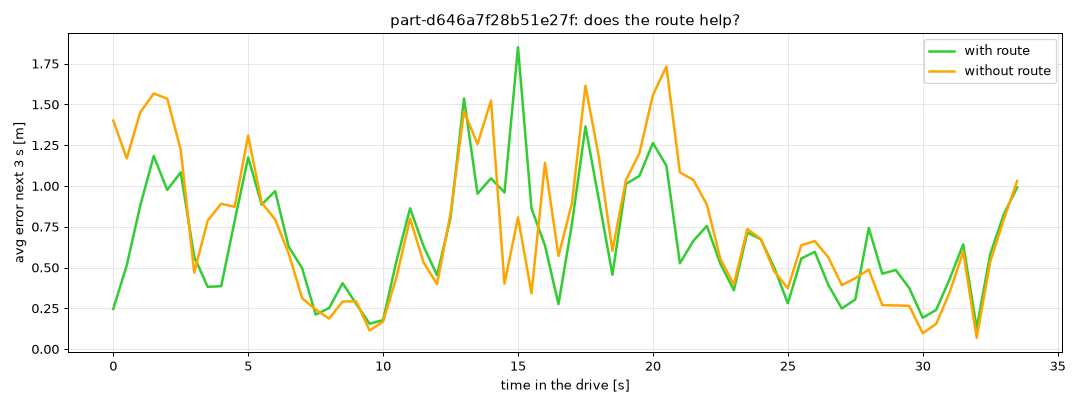 part-d646a7f28b51e27f: does the route help?
with route
without route
avg error next 3 s [m]
1.75
1.50
1.25
1.00
0.75
0.50
0.25
0.00
0 5 10 15 20 25 30 35
time in the drive [s]